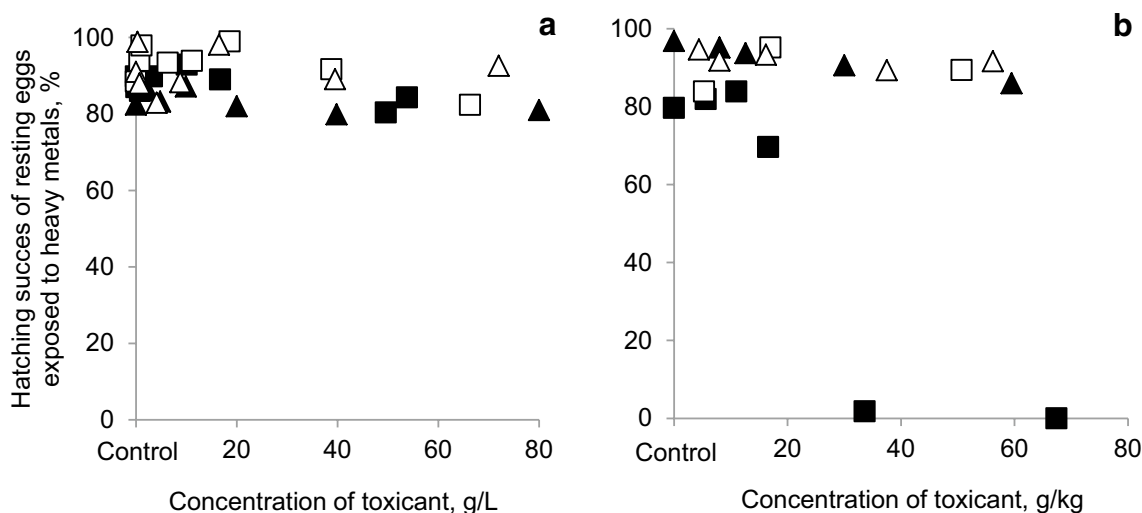 a
b
Hatching succes of resting eggs
exposed to heavy metals, %
100
80
60
40
20
0
Control 20 40 60 80
Concentration of toxicant, g/L
100
80
60
40
20
0
Control 20 40 60 80
Concentration of toxicant, g/kg